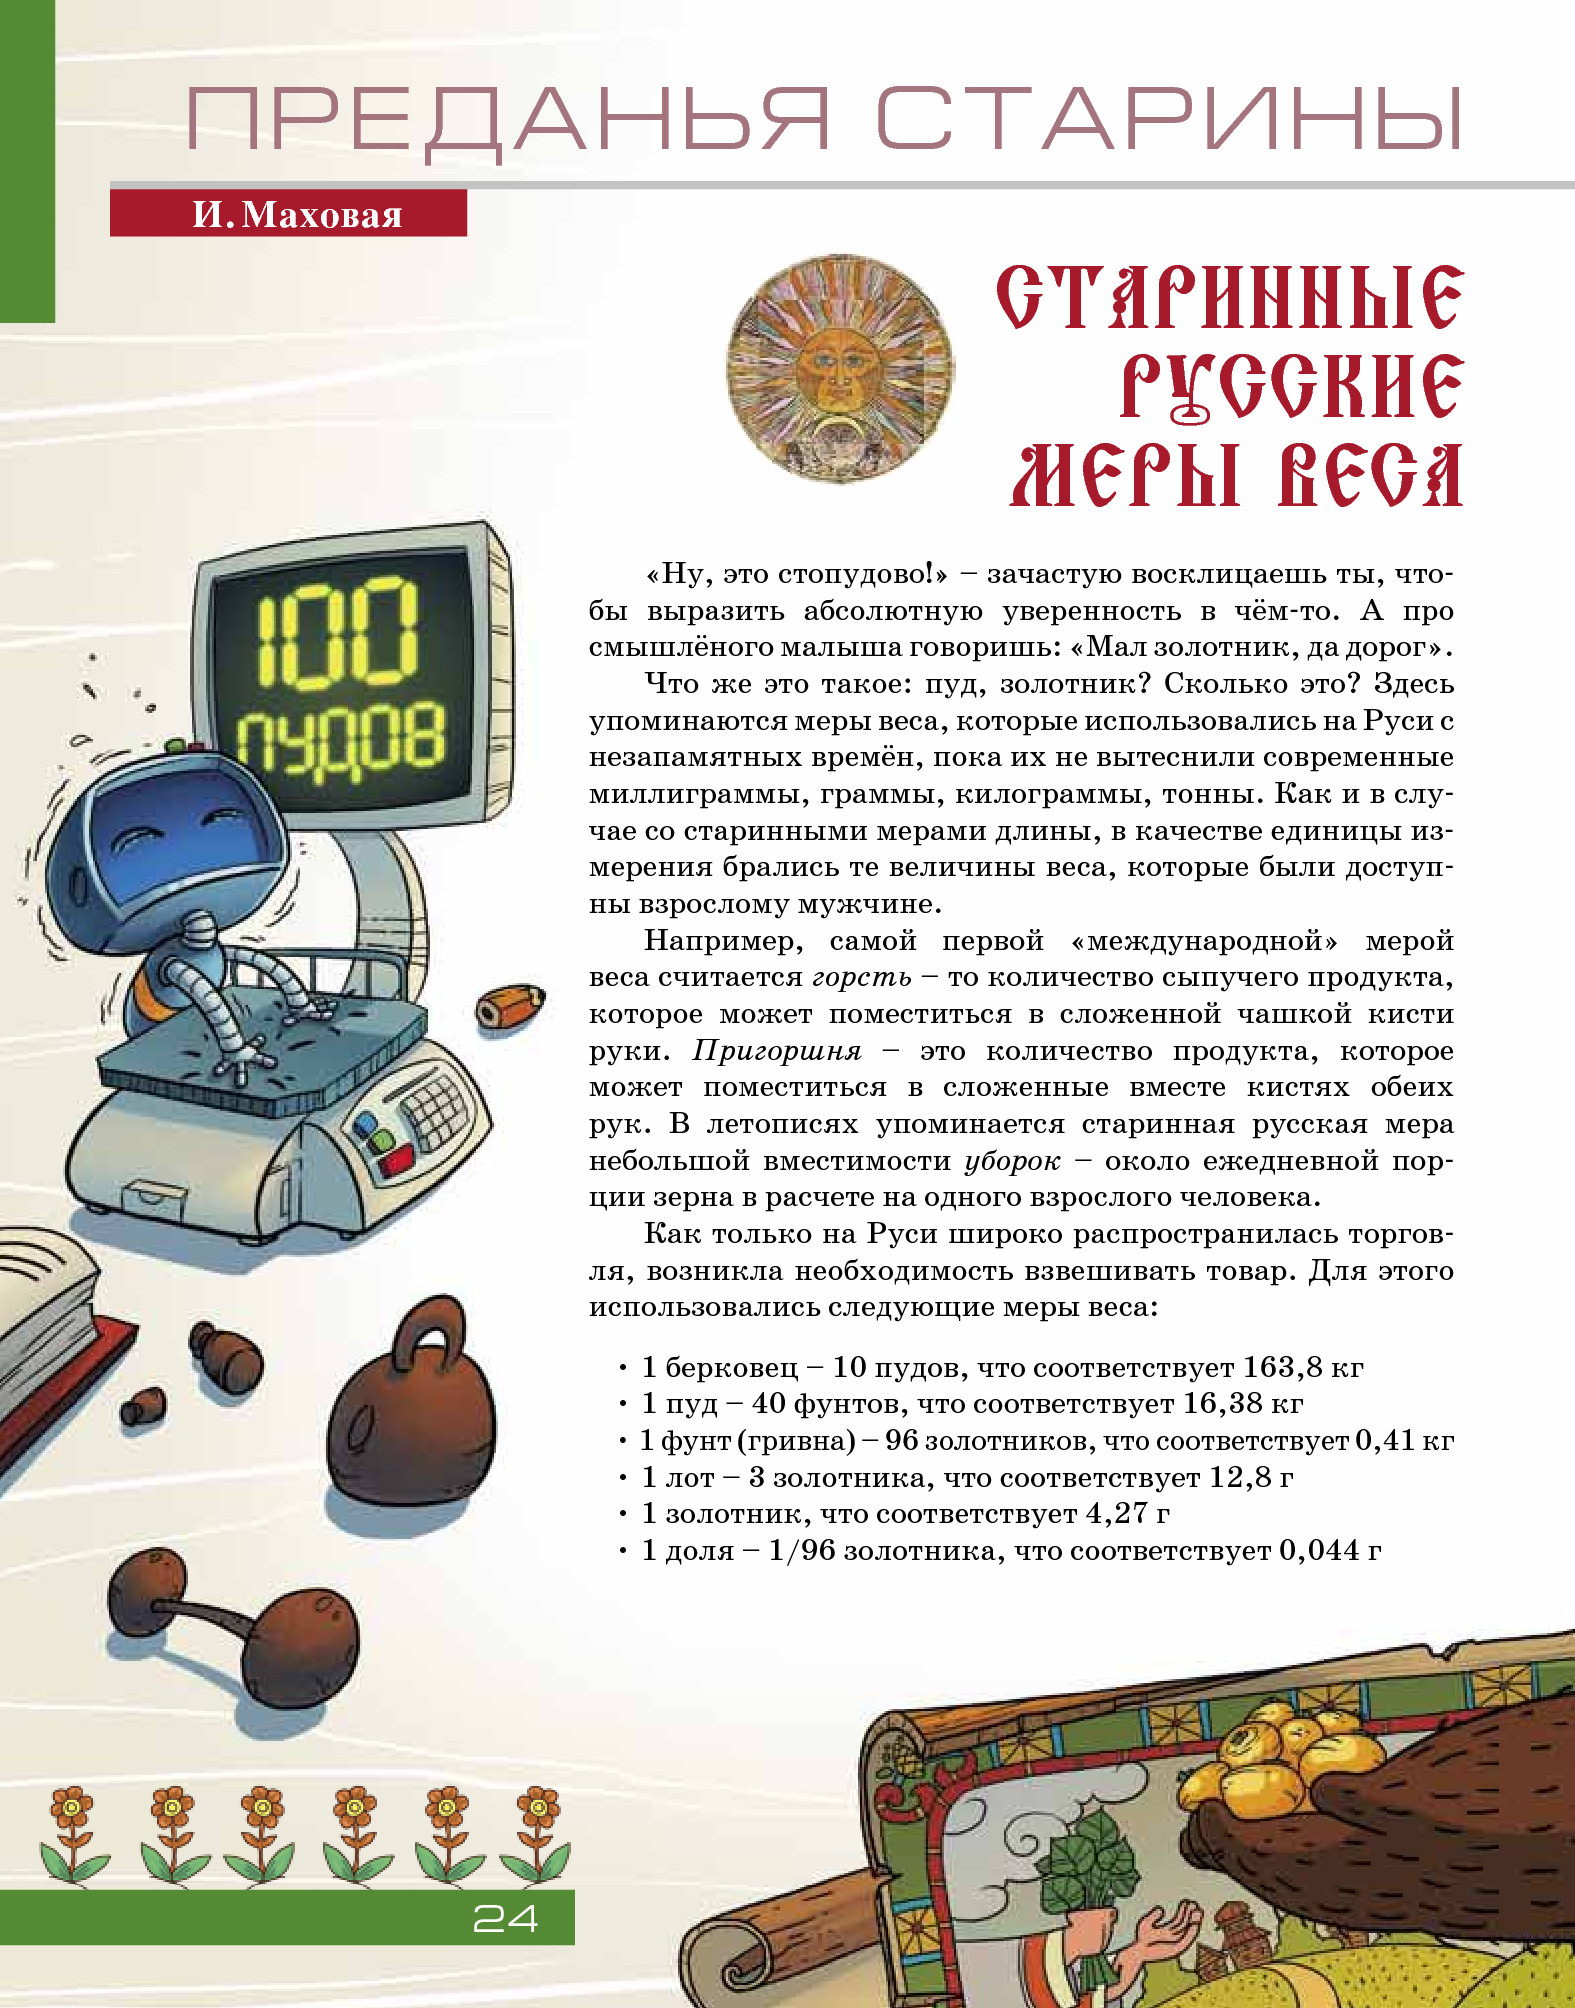 ПРЕДАНЬЯ СТАРИНЫ
И. Маховая
СТАРИННЫЕ
РУССКИЕ
МЕРЫ ВЕСА
100
ПУДОВ
«Ну, это стопудово!» – зачастую восклицаешь ты, что-
бы выразить абсолютную уверенность в чём-то. А про
смышлёного малыша говоришь: «Мал золотник, да дорог».
Что же это такое: пуд, золотник? Сколько это? Здесь
упоминаются меры веса, которые использовались на Руси с
незапамятных времён, пока их не вытеснили современные
миллиграммы, граммы, килограммы, тонны. Как и в слу-
чае со старинными мерами длины, в качестве единицы из-
мерения брались те величины веса, которые были доступ-
ны взрослому мужчине.
Например, самой первой «международной» мерой
веса считается горсть – то количество сыпучего продукта,
которое может поместиться в сложенной чашкой кисти
руки. Пригоршня – это количество продукта, которое
может поместиться в сложенные вместе кистях обеих
рук. В летописях упоминается старинная русская мера
небольшой вместимости уборок – около ежедневной пор-
ции зерна в расчете на одного взрослого человека.
Как только на Руси широко распространилась торгов-
ля, возникла необходимость взвешивать товар. Для этого
использовались следующие меры веса:
• 1 берковец – 10 пудов, что соответствует 163,8 кг
• 1 пуд – 40 фунтов, что соответствует 16,38 кг
• 1 фунт (гривна) – 96 золотников, что соответствует 0,41 кг
• 1 лот – 3 золотника, что соответствует 12,8 г
• 1 золотник, что соответствует 4,27 г
• 1 доля – 1/96 золотника, что соответствует 0,044 г
24